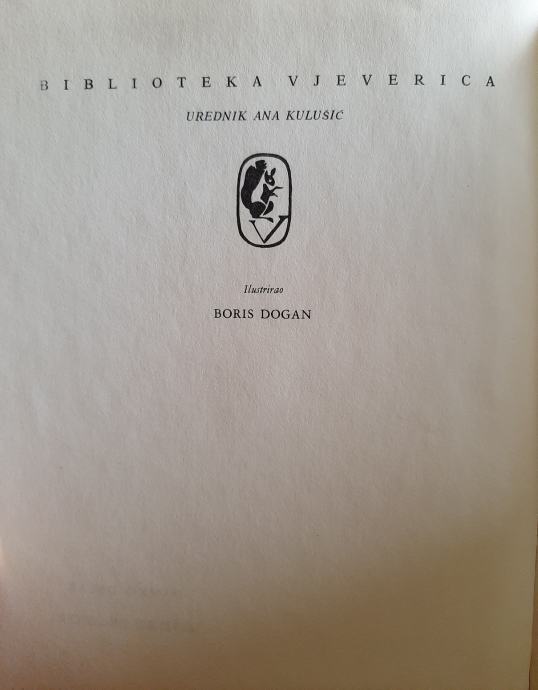 BIBLIOTEKA VJEVERICA
UREDNIK ANA KULUŠIĆ
V
Ilustrirao
BORIS DOGAN